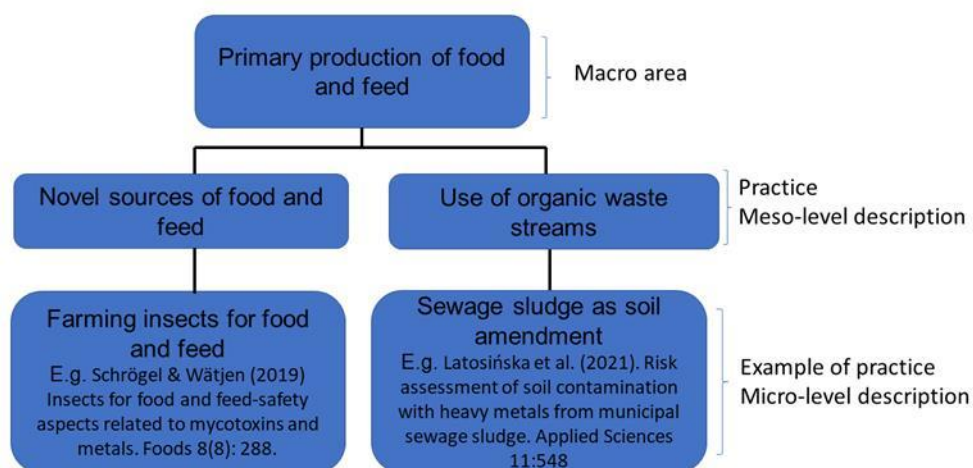 Primary production of food
and feed
Macro area
Novel sources of food and
feed
Use of organic waste
streams
Practice
Meso-level description
Farming insects for food
and feed
E.g. Schrögel & Wätjen (2019)
Insects for food and feed-safety
aspects related to mycotoxins and
metals. Foods 8(8): 288.
Sewage sludge as soil
amendment
E.g. Latosińska et al. (2021). Risk
assessment of soil contamination
with heavy metals from municipal
sewage sludge. Applied Sciences
11:548
Example of practice
Micro-level description